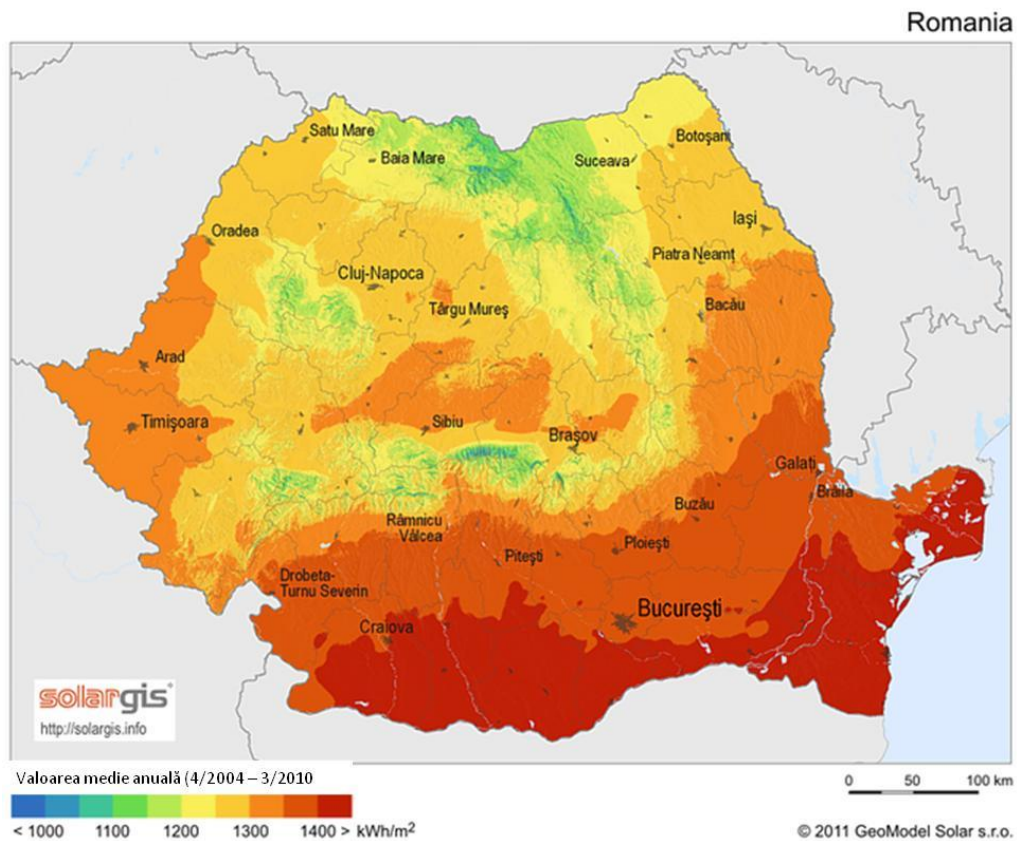 Romania
Satu Mare
Botoşani
Baia Mare
Suceava
Iaşi
Oradea
Piatra Neamţ
Cluj-Napoca
Bacău
Târgu Mureş
Arad
Timişoara
Sibiu
Braşov
Galaţi
Brăila
Buzău
Râmnicu
Vâlcea
Ploieşti
Piteşti
Drobeta-
Turnu Severin
Bucureşti
Craiova
solargis
http://solargis.info
Valoarea medie anuală (4/2004 – 3/2010
0 50 100 km
< 1000 1100 1200 1300 1400 > kWh/m²
© 2011 GeoModel Solar s.r.o.